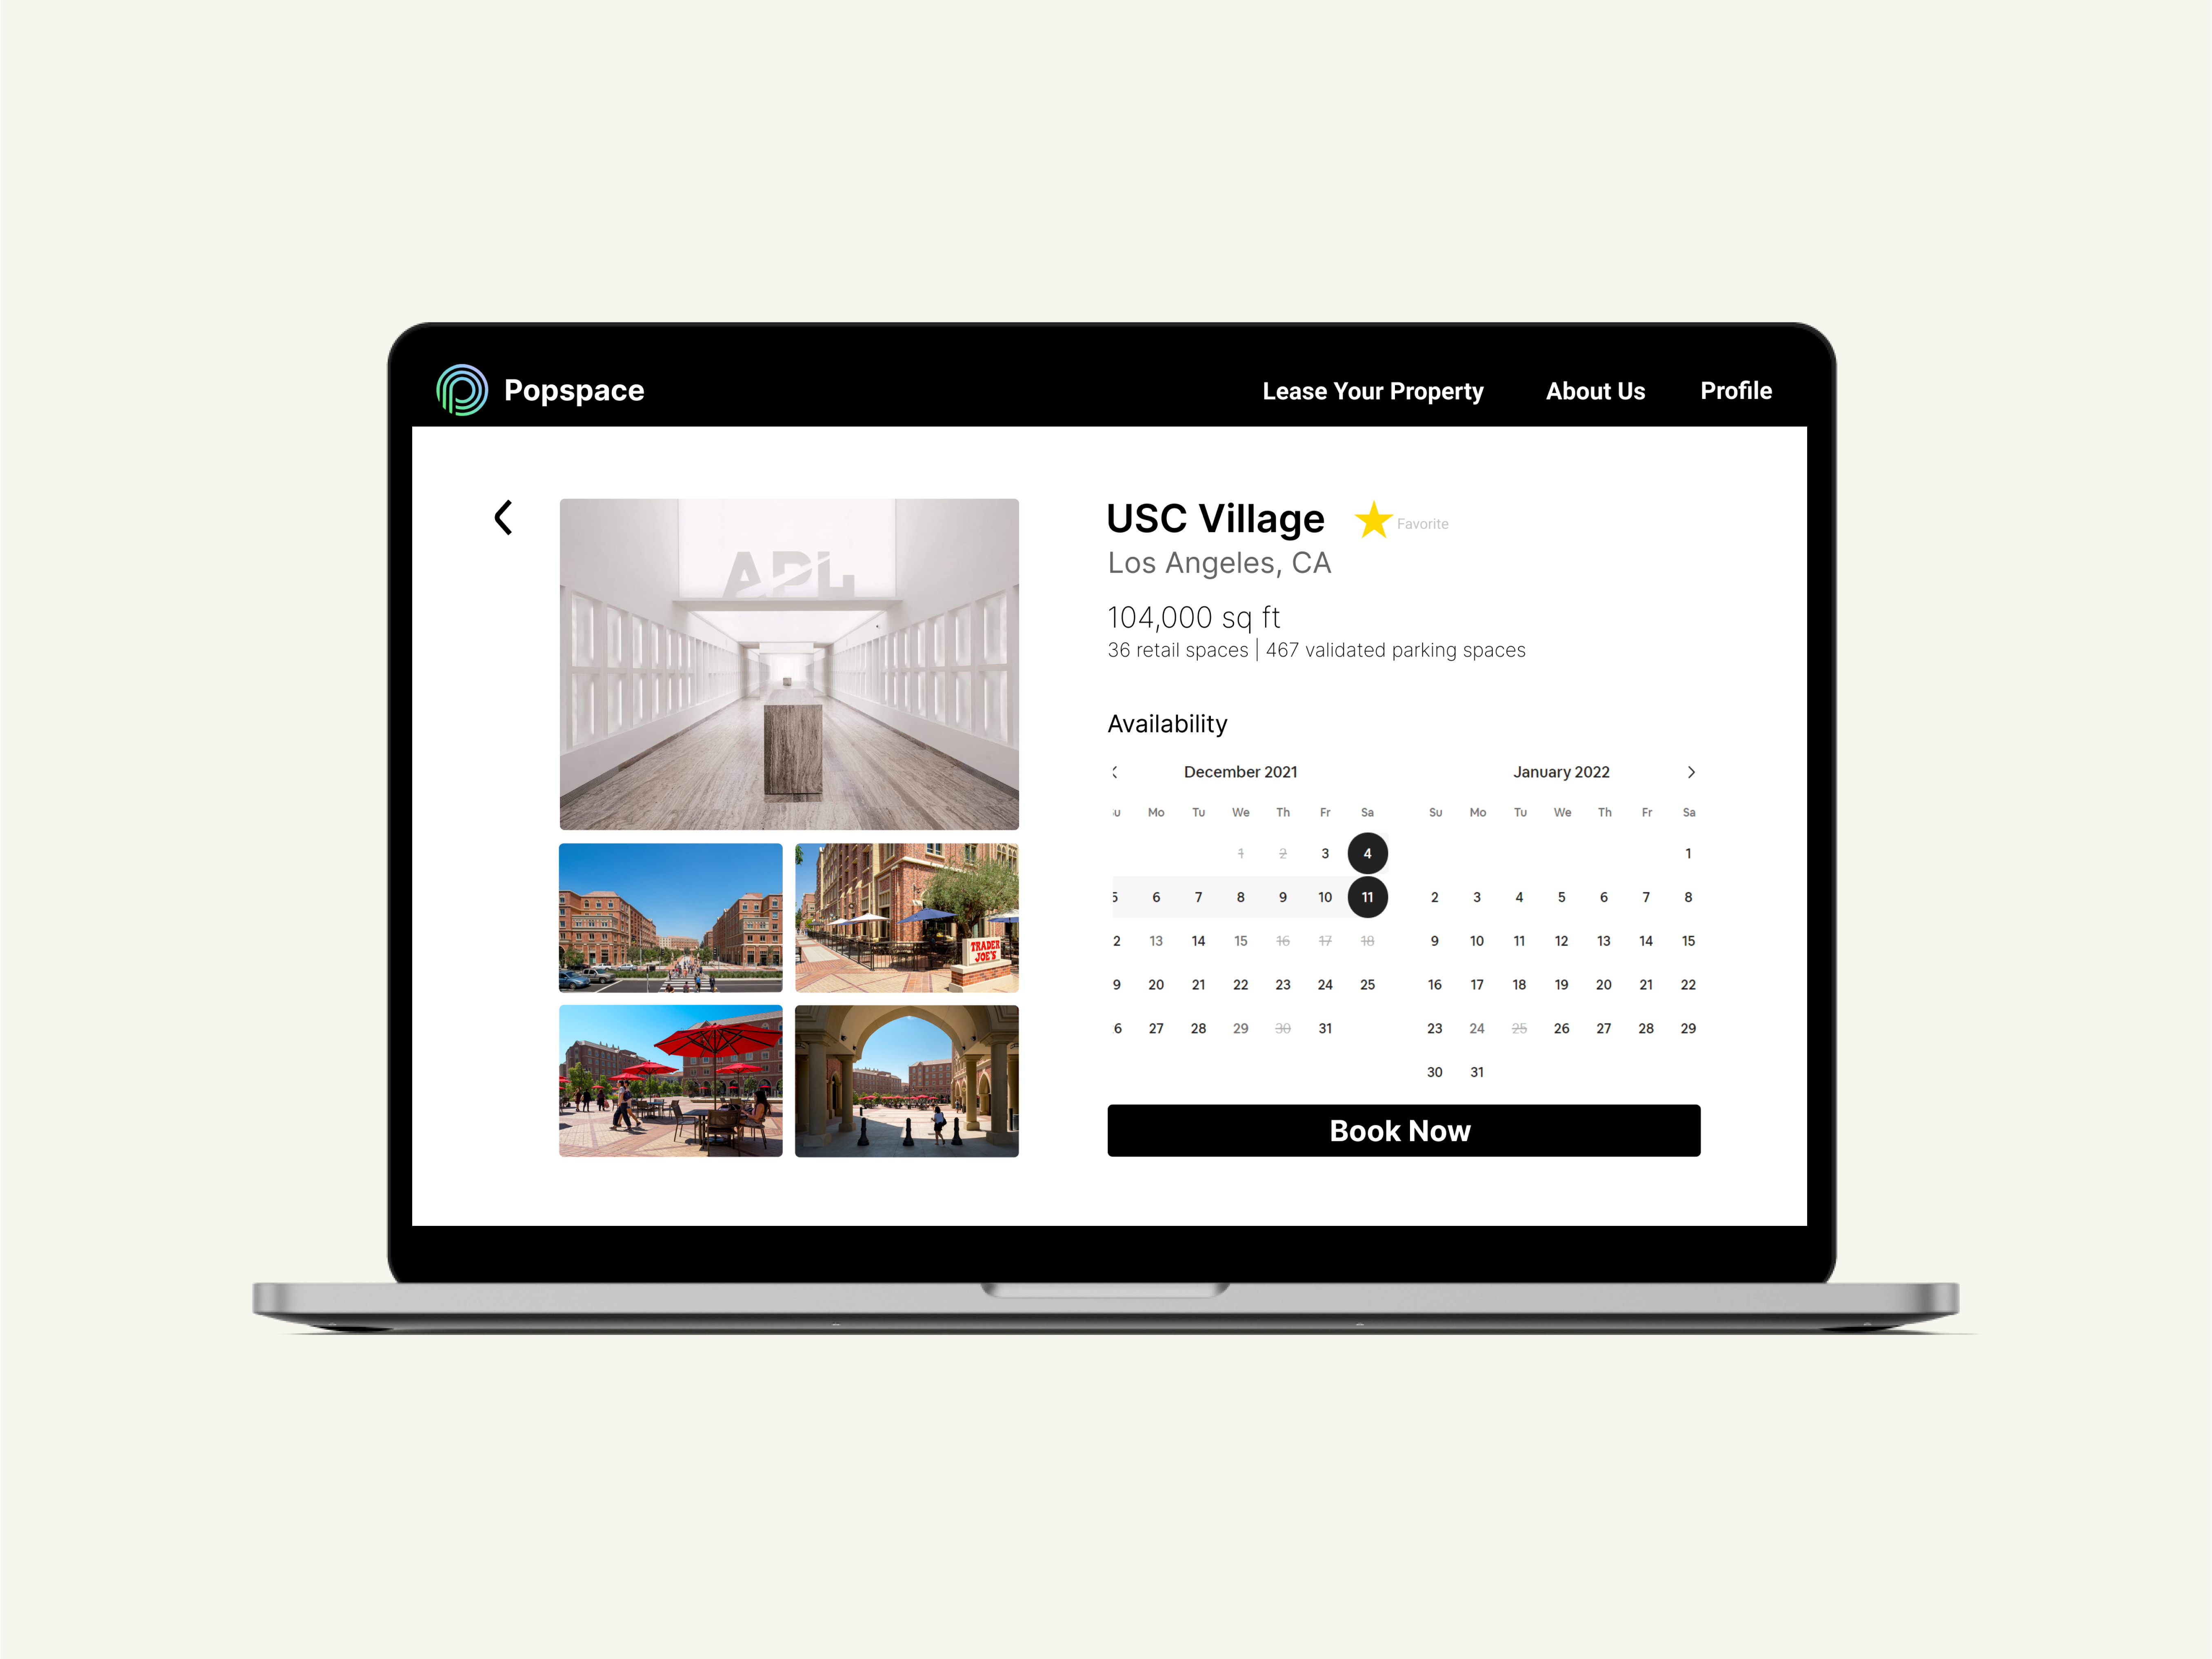 Popspace
Lease Your Property
About Us
Profile
APL
TRADER
JOE'S
USC Village
Favorite
Los Angeles, CA
104,000 sq ft
36 retail spaces | 467 validated parking spaces
Availability
December 2021
Mo Tu We Th Fr Sa
1 2 3 4
6 7 8 9 10 11
2 13 14 15 16 17 18
9 20 21 22 23 24 25
6 27 28 29 30 31
January 2022
Su Mo Tu We Th Fr Sa
1
2 3 4 5 6 7 8
9 10 11 12 13 14 15
16 17 18 19 20 21 22
23 24 25 26 27 28 29
30 31
Book Now